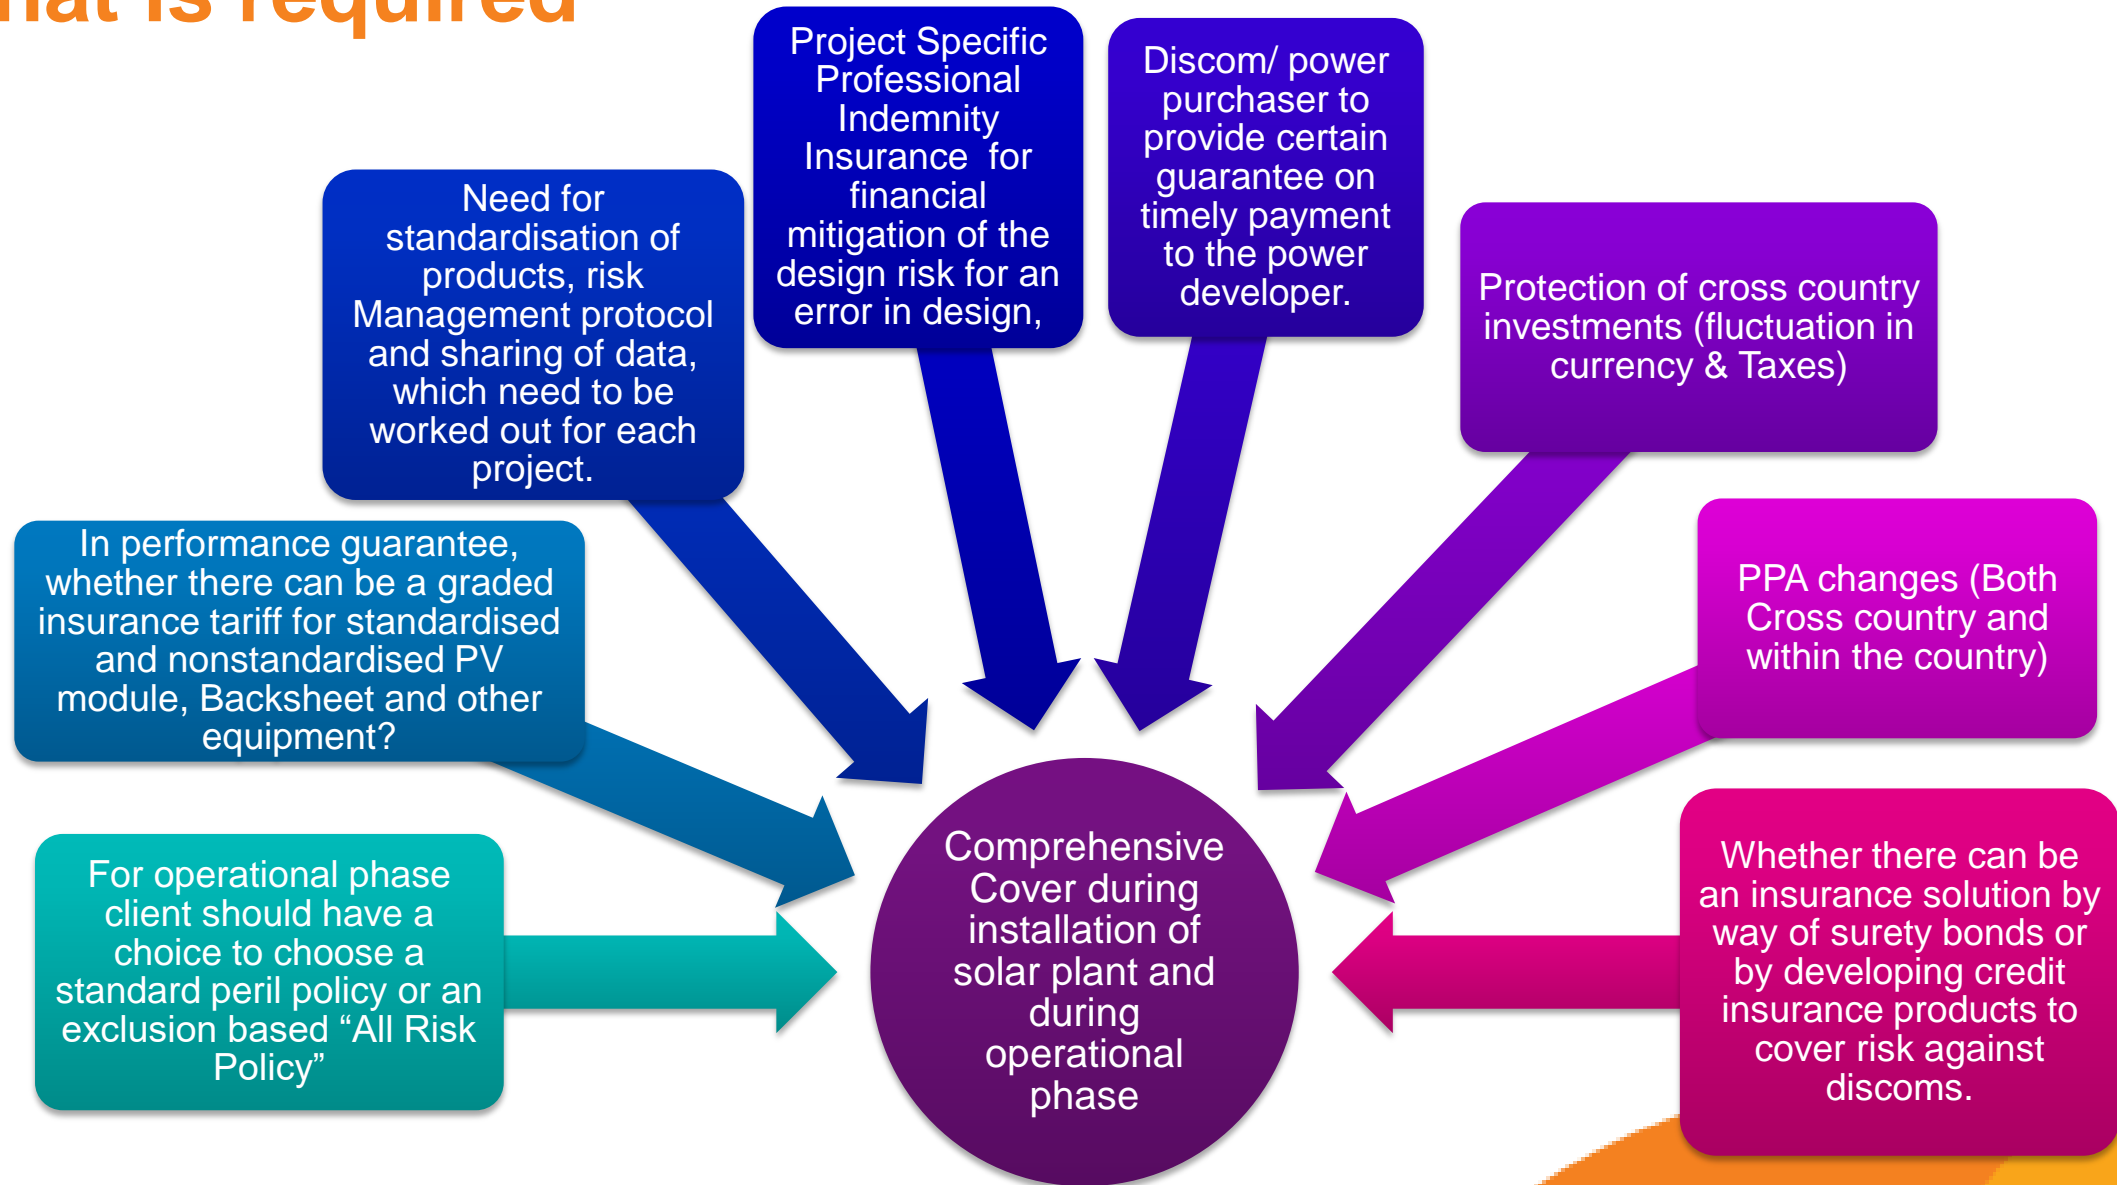 hat is required
Project Specific
Professional
Indemnity
Insurance for
financial
mitigation of the
design risk for an
error in design,
Discom/ power
purchaser to
provide certain
guarantee on
timely payment
to the power
developer.
Need for
standardisation of
products, risk
Management protocol
and sharing of data,
which need to be
worked out for each
project.
Protection of cross country
investments (fluctuation in
currency & Taxes)
In performance guarantee,
whether there can be a graded
insurance tariff for standardised
and nonstandardised PV
module, Backsheet and other
equipment?
PPA changes (Both
Cross country and
within the country)
For operational phase
client should have a
choice to choose a
standard peril policy or an
exclusion based “All Risk
Policy”
Comprehensive
Cover during
installation of
solar plant and
during
operational
phase
Whether there can be
an insurance solution by
way of surety bonds or
by developing credit
insurance products to
cover risk against
discoms.